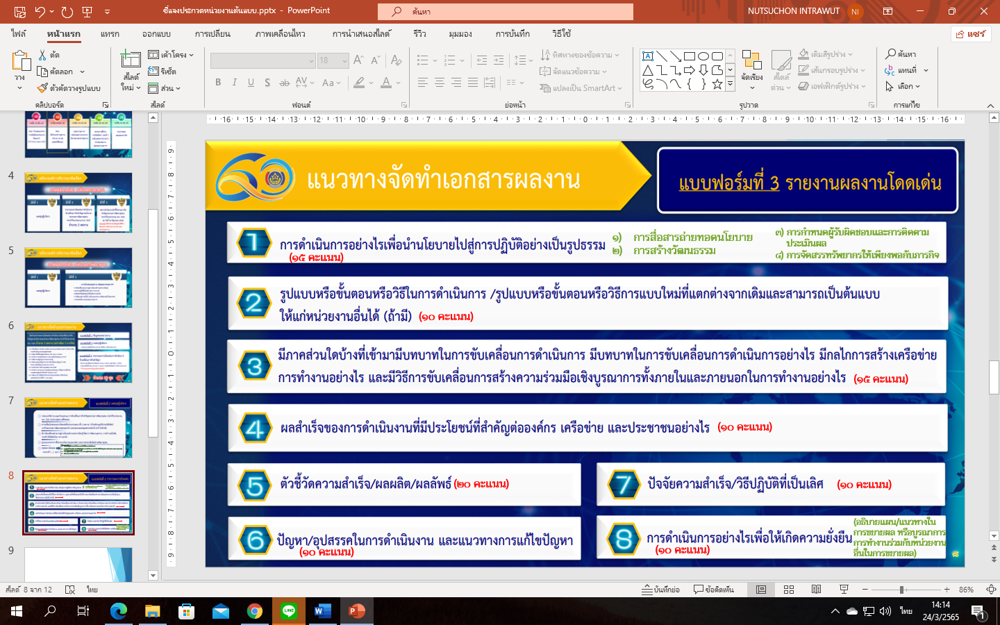 ชี้แจงประกวดหน่วยงานต้นแบบ.pptx - PowerPoint
ค้นหา
NUTSUCHON INTRAWUT
NI
ไฟล์ หน้าแรก แทรก ออกแบบ การเปลี่ยน ภาพเคลื่อนไหว การนำเสนอสไลด์ รีวิว มุมมอง การบันทึก วิธีใช้
แชร์
วาง
ตัด
คัดลอก
ตัวคัดวางรูปแบบ
คลิปบอร์ด
สไลด์
ใหม่
เค้าโครง
รีเซ็ต
ส่วน
สไลด์
18
B I U S ab AV Aa A
ฟอนต์
ทิศทางของข้อความ
จัดแนวข้อความ
แปลงเป็น SmartArt
ย่อหน้า
จัดเรียง
สไตล์
ด่วน
เติมสีรูปร่าง
เส้นกรอบรูปร่าง
เอฟเฟ็กต์รูปร่าง
รูปวาด
ค้นหา
แทนที่
เลือก
การแก้ไข
4
5
6
7
8
9
แนวทางจัดทำเอกสารผลงาน
แบบฟอร์มที่ 3 รายงานผลงานโดดเด่น
1 การดำเนินการอย่างไรเพื่อนำนโยบายไปสู่การปฏิบัติอย่างเป็นรูปธรรม
(๑๕ คะแนน)
๑) การสื่อสารถ่ายทอดนโยบาย
๒) การสร้างวัฒนธรรม
๓) การกำหนดผู้รับผิดชอบและการติดตาม
ประเมินผล
๔) การจัดสรรทรัพยากรให้เพียงพอกับภารกิจ
2 รูปแบบหรือขั้นตอนหรือวิธีในการดำเนินการ /รูปแบบหรือขั้นตอนหรือวิธีการแบบใหม่ที่แตกต่างจากเดิมและสามารถเป็นต้นแบบ
ให้แก่หน่วยงานอื่นได้ (ถ้ามี) (๑๐ คะแนน)
3 มีภาคส่วนใดบ้างที่เข้ามามีบทบาทในการขับเคลื่อนการดำเนินการ มีบทบาทในการขับเคลื่อนการดำเนินการอย่างไร มีกลไกการสร้างเครือข่าย
การทำงานอย่างไร และมีวิธีการขับเคลื่อนการสร้างความร่วมมือเชิงบูรณาการทั้งภายในและภายนอกในการทำงานอย่างไร (๑๕ คะแนน)
4 ผลสำเร็จของการดำเนินงานที่มีประโยชน์ที่สำคัญต่อองค์กร เครือข่าย และประชาชนอย่างไร (๑๐ คะแนน)
5 ตัวชี้วัดความสำเร็จ/ผลผลิต/ผลลัพธ์ (๒๐ คะแนน)
7 ปัจจัยความสำเร็จ/วิธีปฏิบัติที่เป็นเลิศ (๑๐ คะแนน)
6 ปัญหา/อุปสรรคในการดำเนินงาน และแนวทางการแก้ไขปัญหา
(๑๐ คะแนน)
8 การดำเนินการอย่างไรเพื่อให้เกิดความยั่งยืน
(๑๐ คะแนน)
(อธิบายแผน/แนวทางใน
การขยายผล หรือบูรณาการ
การทำงานร่วมกับหน่วยงาน
อื่นในการขยายผล)
๘
สไลด์ 8 จาก 12
ไทย
บันทึกย่อ
ข้อคิดเห็น
86%
ไทย
14:14
24/3/2565
1